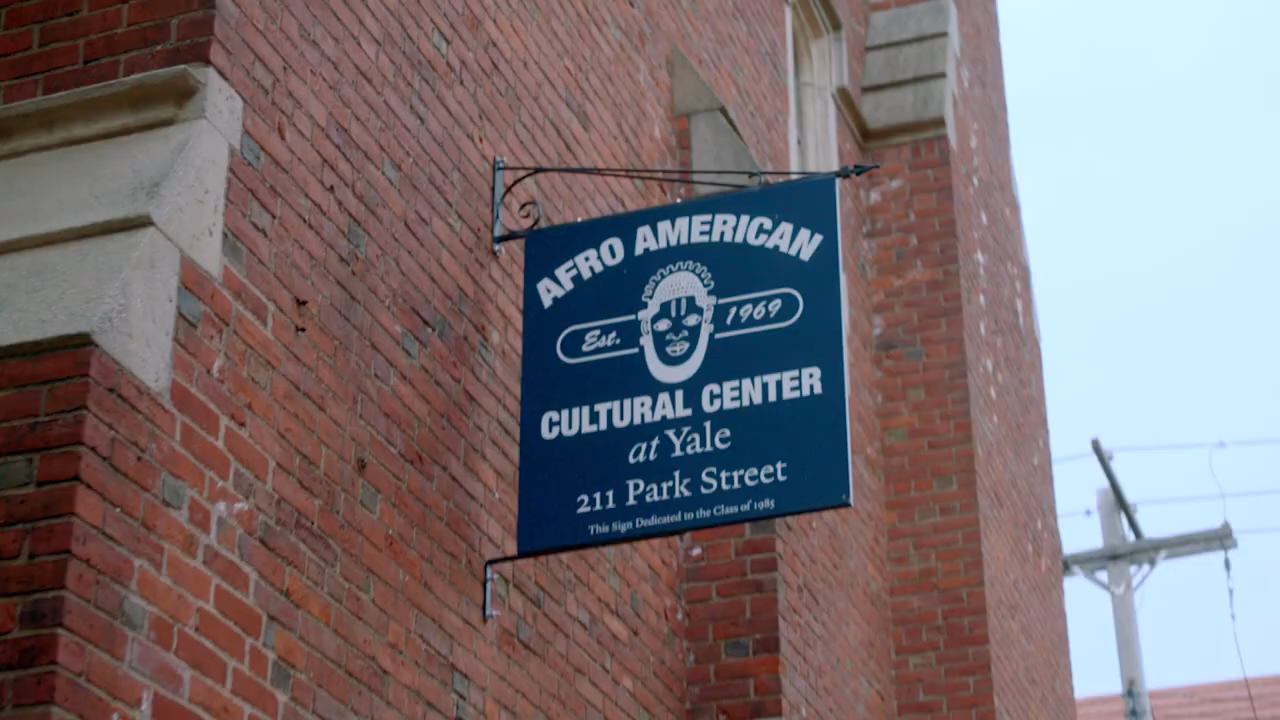 AFRO AMERICAN
Est. 1969
CULTURAL CENTER
at Yale
211 Park Street
This Sign Dedicated to the Class of 1985